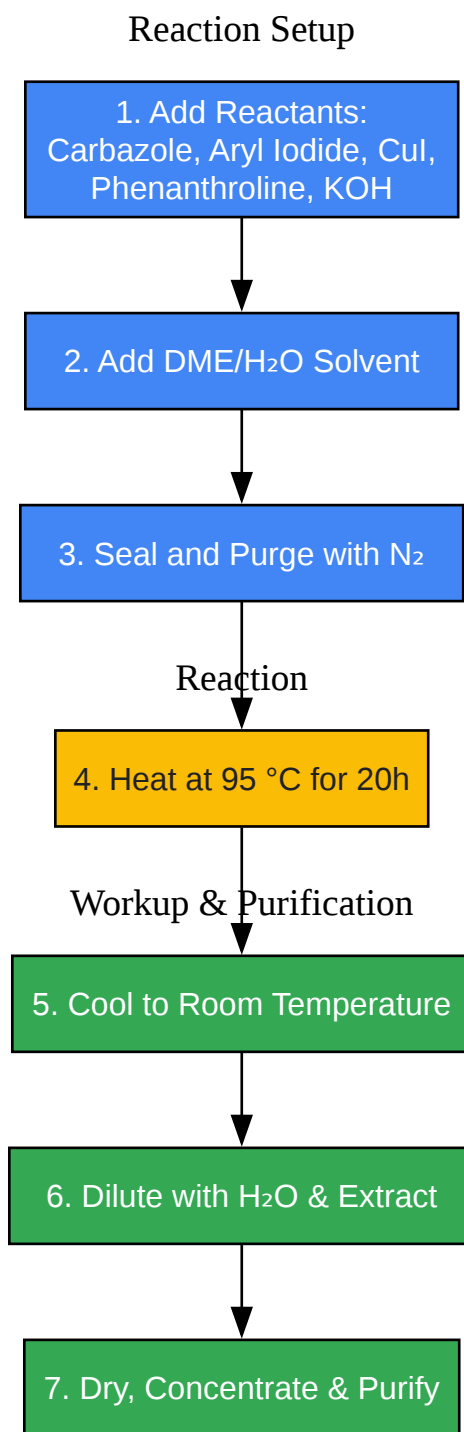 Reaction Setup
1. Add Reactants:
Carbazole, Aryl Iodide, CuI,
Phenanthroline, KOH
2. Add DME/H₂O Solvent
3. Seal and Purge with N₂
Reaction
4. Heat at 95 °C for 20h
Workup & Purification
5. Cool to Room Temperature
6. Dilute with H₂O & Extract
7. Dry, Concentrate & Purify